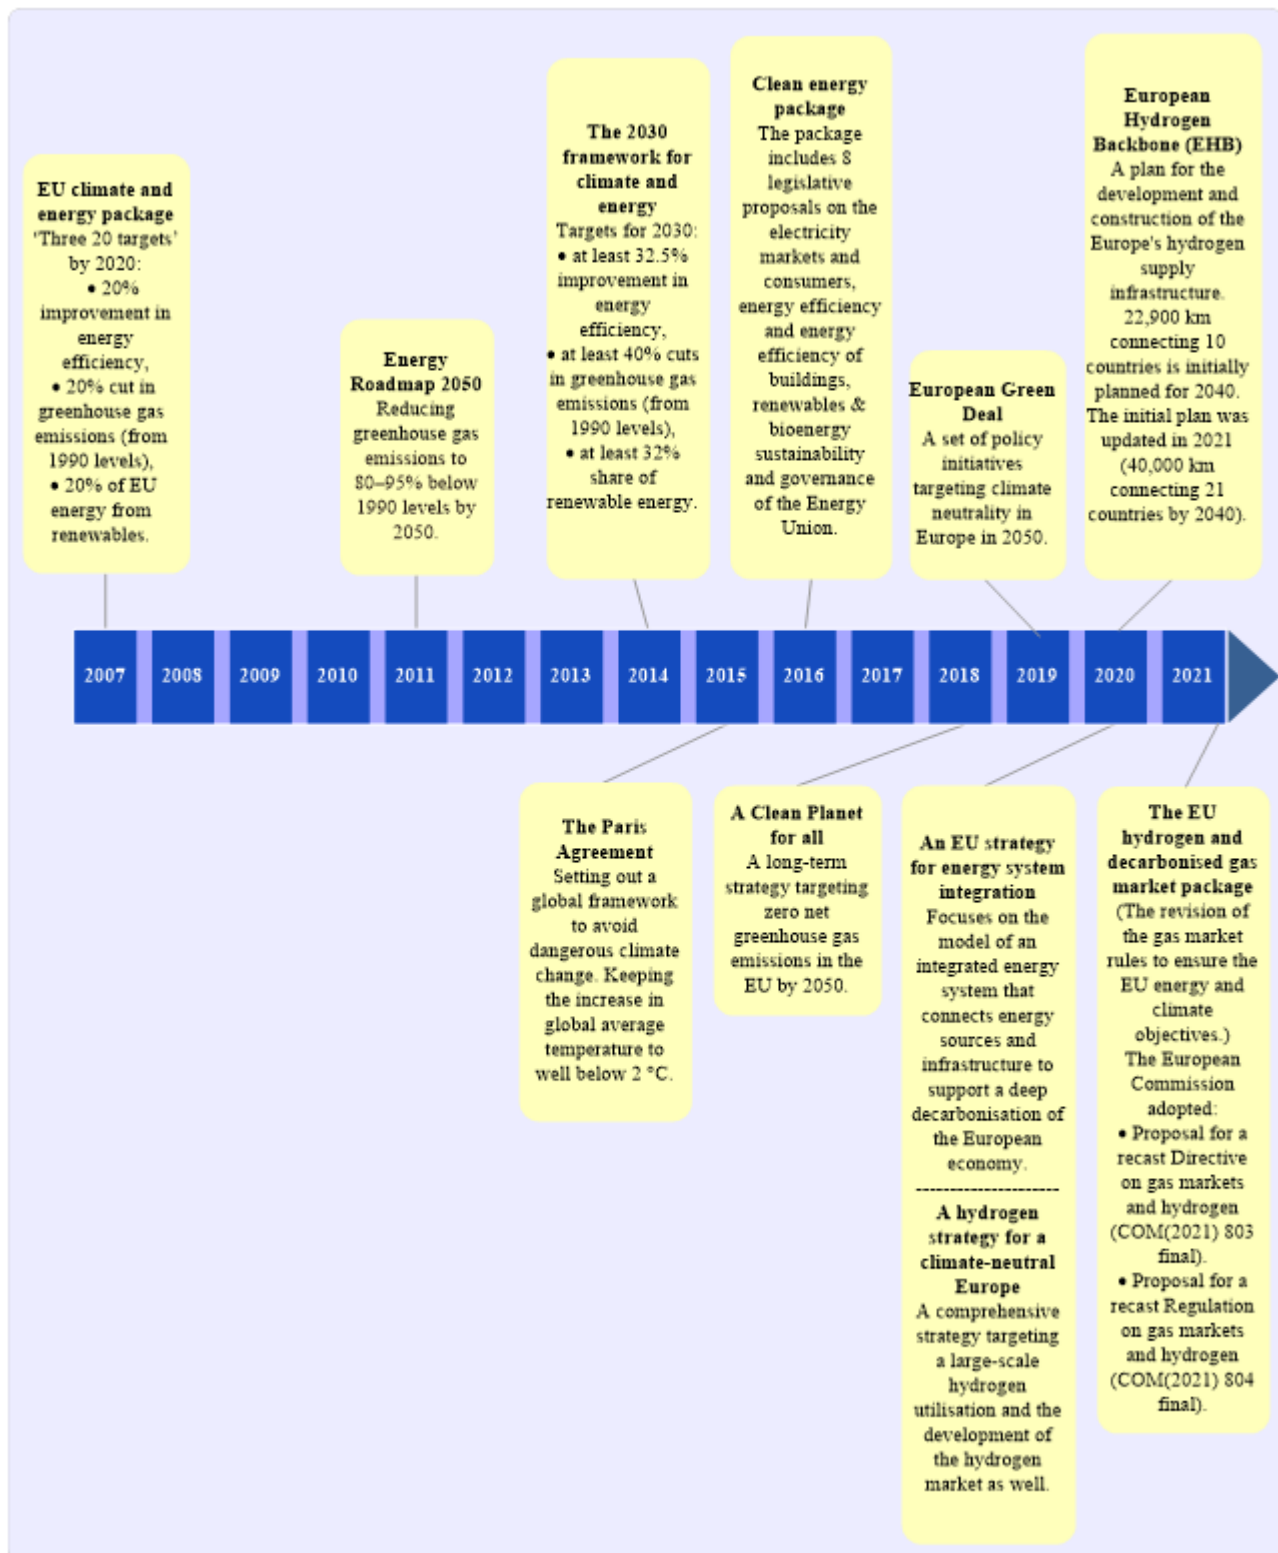 EU climate and
energy package
‘Three 20 targets’
by 2020:
• 20%
improvement in
energy
efficiency,
• 20% cut in
greenhouse gas
emissions (from
1990 levels),
• 20% of EU
energy from
renewables.
Energy
Roadmap 2050
Reducing
greenhouse gas
emissions to
80–95% below
1990 levels by
2050.
The 2030
framework for
climate and
energy
Targets for 2030:
• at least 32.5%
improvement in
energy
efficiency,
• at least 40% cuts
in greenhouse gas
emissions (from
1990 levels),
• at least 32%
share of
renewable energy.
Clean energy
package
The package
includes 8
legislative
proposals on the
electricity
markets and
consumers,
energy efficiency
and energy
efficiency of
buildings,
renewables &
bioenergy
sustainability
and governance
of the Energy
Union.
European Green
Deal
A set of policy
initiatives
targeting climate
neutrality in
Europe in 2050.
European
Hydrogen
Backbone (EHB)
A plan for the
development and
construction of the
Europe's hydrogen
supply
infrastructure.
22,900 km
connecting 10
countries is initially
planned for 2040.
The initial plan was
updated in 2021
(40,000 km
connecting 21
countries by 2040).
2007 2008 2009 2010 2011 2012 2013 2014 2015 2016 2017 2018 2019 2020 2021
The Paris
Agreement
Setting out a
global framework
to avoid
dangerous climate
change. Keeping
the increase in
global average
temperature to
well below 2 °C.
A Clean Planet
for all
A long-term
strategy targeting
zero net
greenhouse gas
emissions in the
EU by 2050.
An EU strategy
for energy system
integration
Focuses on the
model of an
integrated energy
system that
connects energy
sources and
infrastructure to
support a deep
decarbonisation of
the European
economy.
---------------------
A hydrogen
strategy for a
climate-neutral
Europe
A comprehensive
strategy targeting
a large-scale
hydrogen
utilisation and the
development of
the hydrogen
market as well.
The EU
hydrogen and
decarbonised gas
market package
(The revision of
the gas market
rules to ensure the
EU energy and
climate
objectives.)
The European
Commission
adopted:
• Proposal for a
recast Directive
on gas markets
and hydrogen
(COM(2021) 803
final).
• Proposal for a
recast Regulation
on gas markets
and hydrogen
(COM(2021) 804
final).